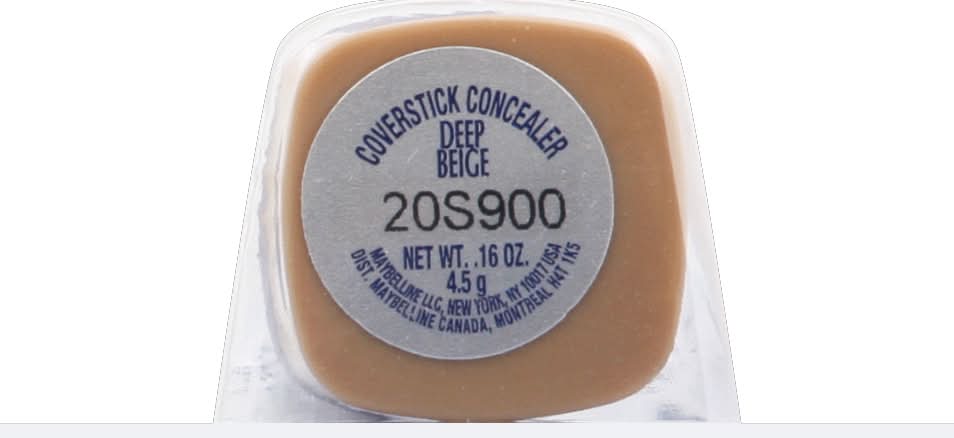 COVERSTICK CONCEALER
DEEP
BEIGE
20S900
NET WT. .16 OZ.
4.5 g
MAYBELLINE LLC, NEW YORK, NY 10017 USA
DIST. MAYBELLINE CANADA, MONTREAL H4T 1K5